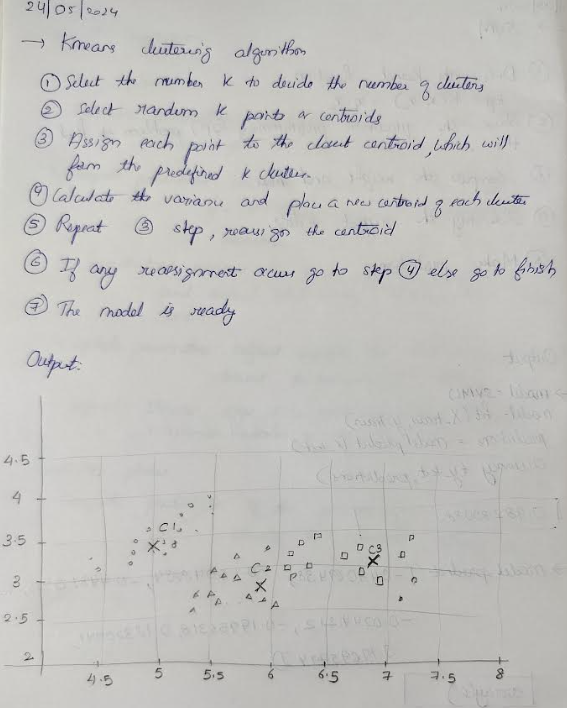 24/05/2024
→ Kmeans clustering algorithm
① Select the number K to decide the number of clusters
② Select random K points or centroids
③ Assign each point to the closest centroid, which will
form the predefined K clusters
④ Calculate the variance and place a new centroid of each cluster
⑤ Repeat ③ step, reassign the centroid
⑥ If any reassignment occurs go to step ④ else go to finish
⑦ The model is ready
Output:
4.5
4
3.5
3
2.5
2
C1
C2
C3
4.5 5 5.5 6 6.5 7 7.5 8